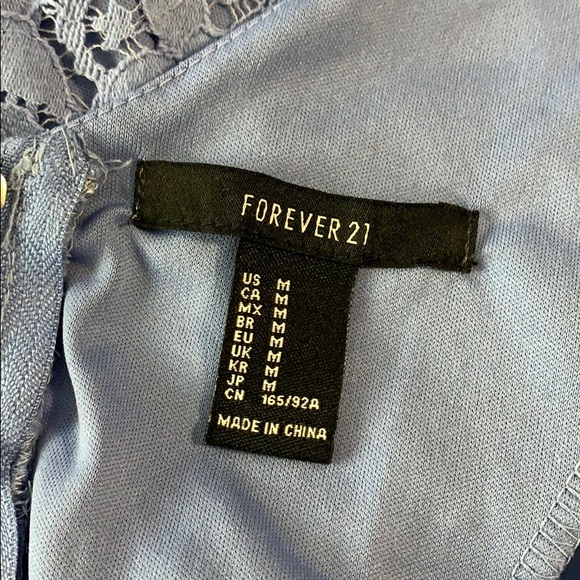 FOREVER 21
US M
CA M
MX M
BR M
EU M
UK M
KR M
JP M
CN 165/92A
MADE IN CHINA